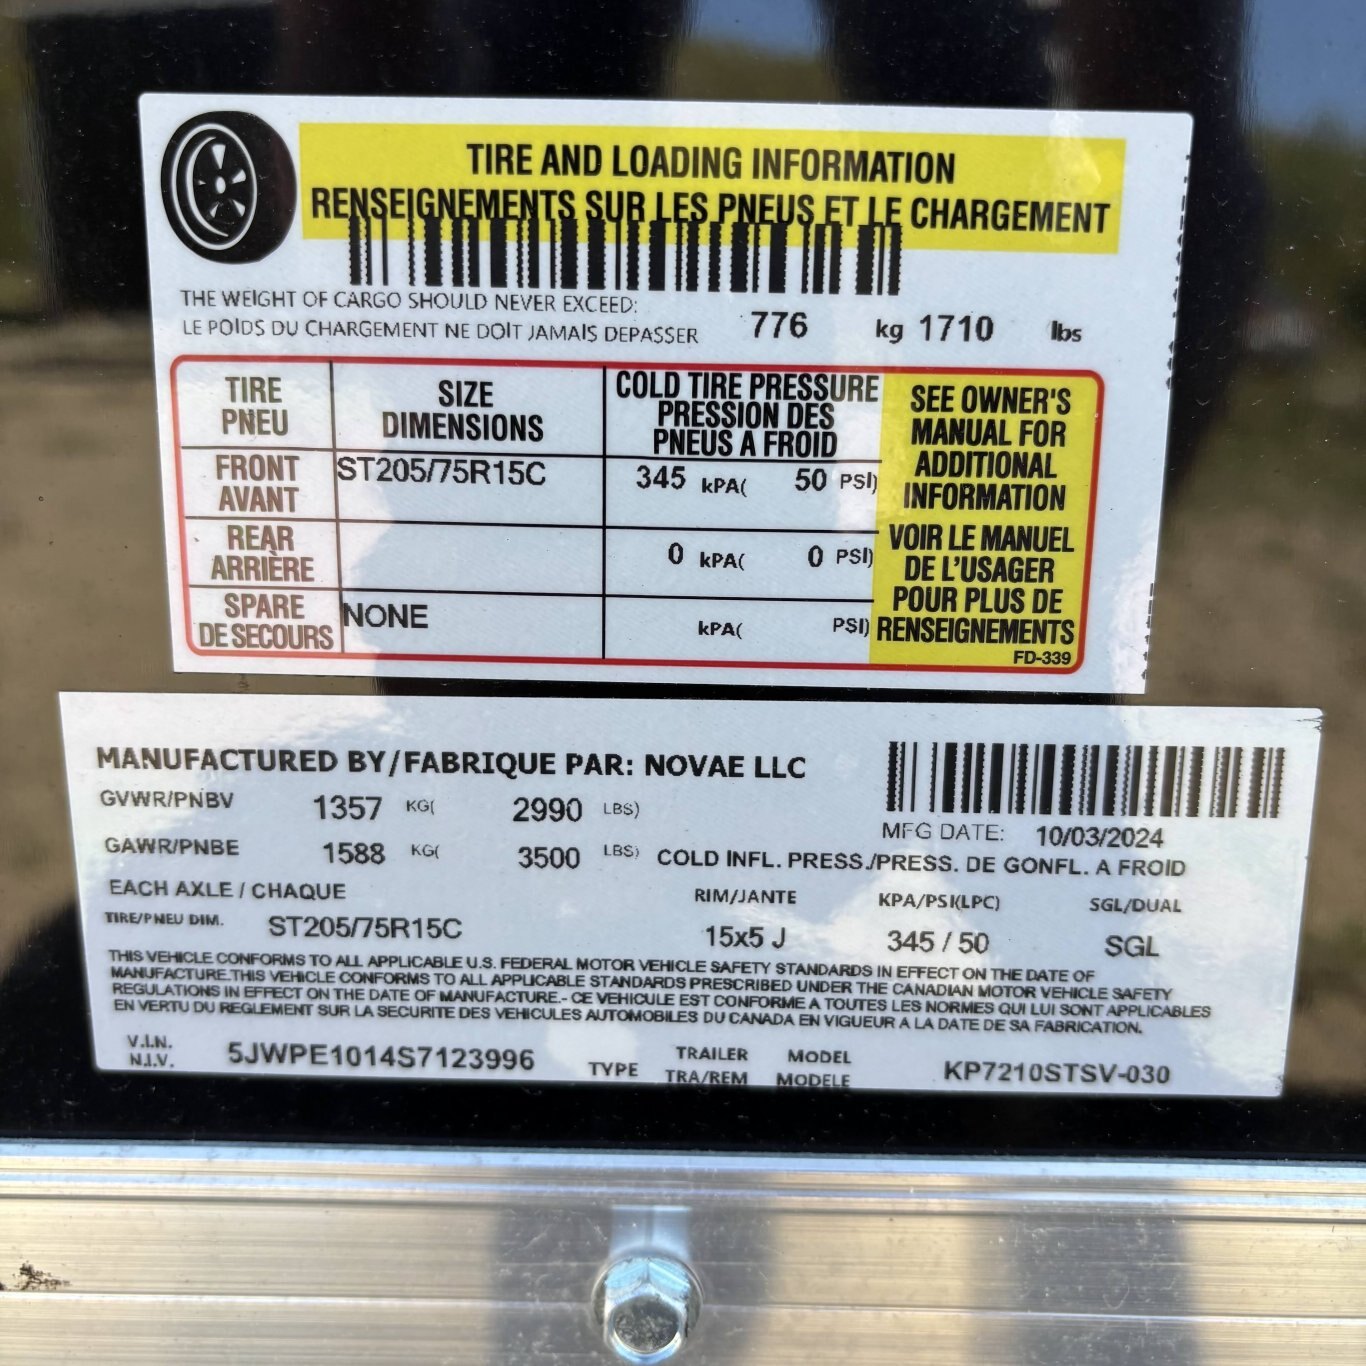 TIRE AND LOADING INFORMATION
RENSEIGNEMENTS SUR LES PNEUS ET LE CHARGEMENT
THE WEIGHT OF CARGO SHOULD NEVER EXCEED:
LE POIDS DU CHARGEMENT NE DOIT JAMAIS DEPASSER 776 kg 1710 lbs
TIRE
PNEU
SIZE
DIMENSIONS
COLD TIRE PRESSURE
PRESSION DES
PNEUS A FROID
FRONT
AVANT
ST205/75R15C
345 kPA( 50 PSI)
REAR
ARRIÈRE
0 kPA( 0 PSI)
SPARE
DE SECOURS
NONE
kPA( PSI)
SEE OWNER'S
MANUAL FOR
ADDITIONAL
INFORMATION
VOIR LE MANUEL
DE L'USAGER
POUR PLUS DE
RENSEIGNEMENTS
FD-339
MANUFACTURED BY/FABRIQUE PAR: NOVAE LLC
GVWR/PNBV 1357 KG( 2990 LBS)
MFG DATE: 10/03/2024
GAWR/PNBE 1588 KG( 3500 LBS) COLD INFL. PRESS./PRESS. DE GONFL. A FROID
EACH AXLE / CHAQUE RIM/JANTE KPA/PSI(LPC) SGL/DUAL
TIRE/PNEU DIM. ST205/75R15C 15x5 J 345 / 50 SGL
THIS VEHICLE CONFORMS TO ALL APPLICABLE U.S. FEDERAL MOTOR VEHICLE SAFETY STANDARDS IN EFFECT ON THE DATE OF
MANUFACTURE.THIS VEHICLE CONFORMS TO ALL APPLICABLE STANDARDS PRESCRIBED UNDER THE CANADIAN MOTOR VEHICLE SAFETY
REGULATIONS IN EFFECT ON THE DATE OF MANUFACTURE.- CE VEHICULE EST CONFORME A TOUTES LES NORMES QUI LUI SONT APPLICABLES
EN VERTU DU REGLEMENT SUR LA SECURITE DES VEHICULES AUTOMOBILES DU CANADA EN VIGUEUR A LA DATE DE SA FABRICATION.
V.I.N.
N.I.V.
5JWPE1014S7123996
TYPE
TRAILER
TRA/REM
MODEL
MODELE
KP7210STSV-030